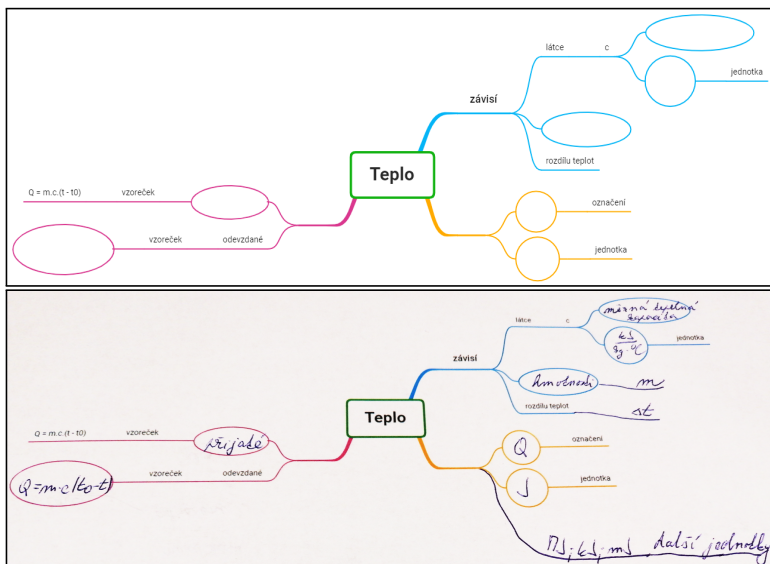 látce c
jednotka
závisí
rozdílu teplot
Teplo
Q = m.c.(t - t0) vzoreček
vzoreček odevzdané
označení
jednotka
měrná tepelná
kapacita
látce c
kJ
kg·°C
jednotka
závisí
hmotnosti m
rozdílu teplot Δt
Teplo
Q = m.c.(t - t0) vzoreček přijaté
Q=m·c(to-t) vzoreček odevzdané
Q označení
J jednotka
MJ; kJ; mJ další jednotky